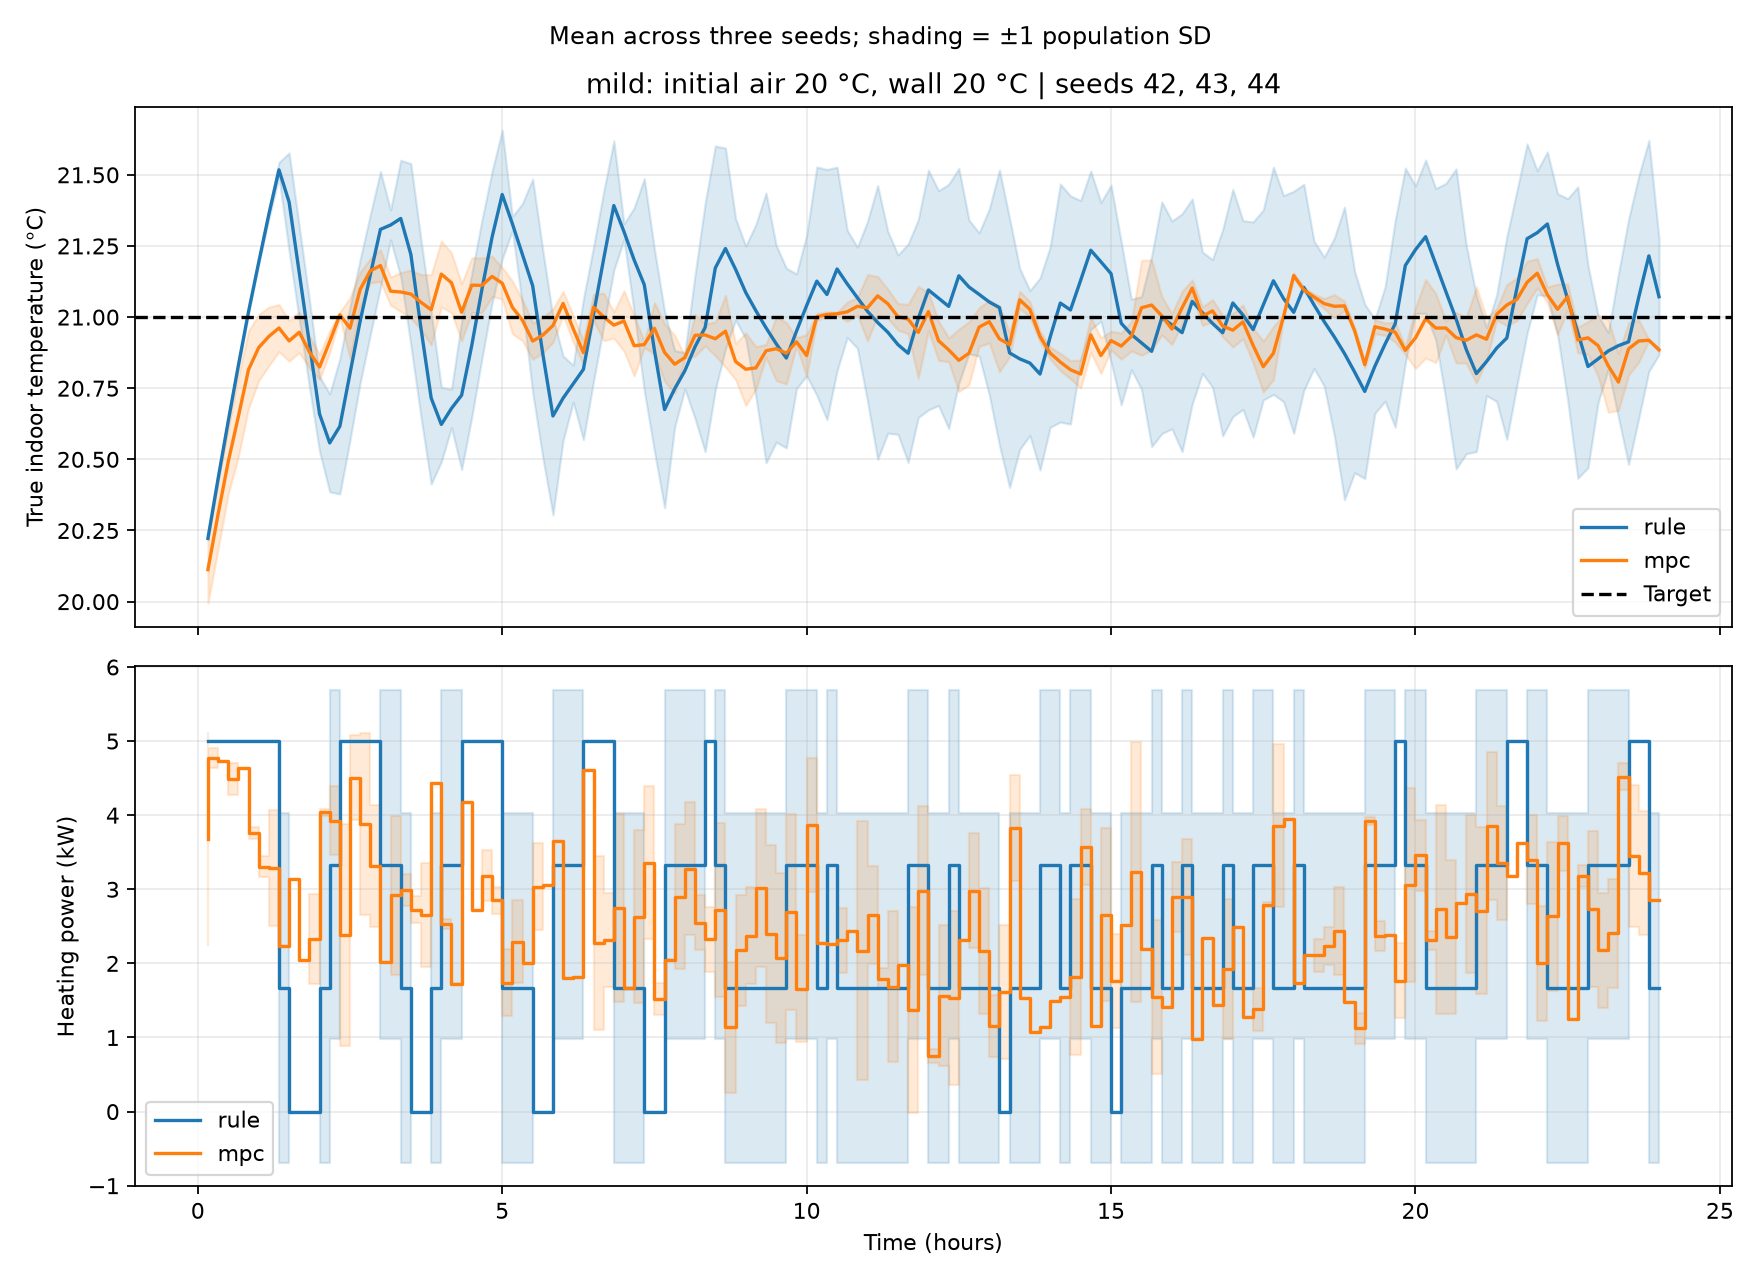 Mean across three seeds; shading = ±1 population SD
mild: initial air 20 °C, wall 20 °C | seeds 42, 43, 44
True indoor temperature (°C)
21.50
21.25
21.00
20.75
20.50
20.25
20.00
rule
mpc
Target
Heating power (kW)
6
5
4
3
2
1
0
−1
rule
mpc
0
5
10
15
20
25
Time (hours)